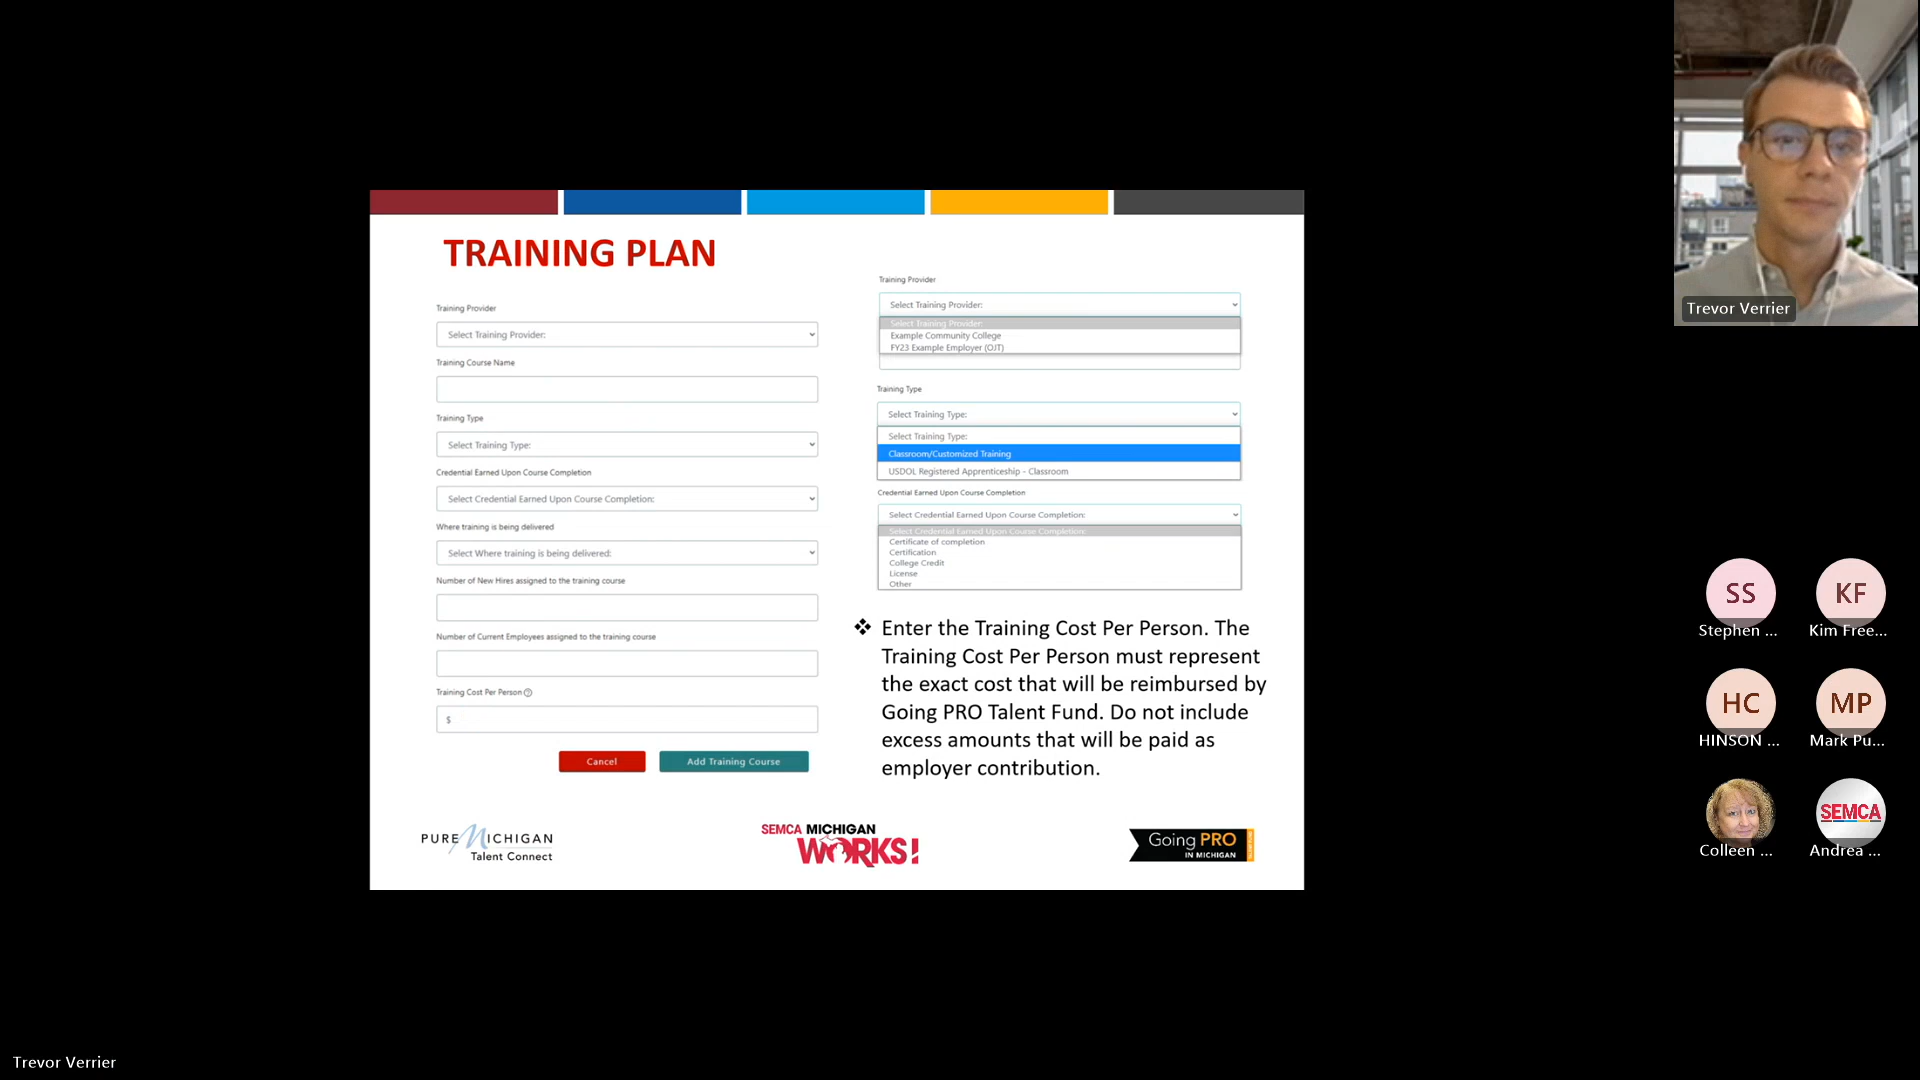 TRAINING PLAN
Training Provider
Select Training Provider:
Training Course Name
Training Type
Select Training Type:
Credential Earned Upon Course Completion
Select Credential Earned Upon Course Completion:
Where training is being delivered
Select Where training is being delivered:
Number of New Hires assigned to the training course
Number of Current Employees assigned to the training course
Training Cost Per Person ?
$
Cancel
Add Training Course
Training Provider
Select Training Provider:
Select Training Provider:
Example Community College
FY23 Example Employer (OJT)
Training Type
Select Training Type:
Select Training Type:
Classroom/Customized Training
USDOL Registered Apprenticeship - Classroom
Credential Earned Upon Course Completion
Select Credential Earned Upon Course Completion:
Select Credential Earned Upon Course Completion:
Certificate of completion
Certification
College Credit
License
Other
❖ Enter the Training Cost Per Person. The
Training Cost Per Person must represent
the exact cost that will be reimbursed by
Going PRO Talent Fund. Do not include
excess amounts that will be paid as
employer contribution.
PURE MICHIGAN
Talent Connect
SEMCA MICHIGAN
WORKS!
Going PRO
IN MICHIGAN
Trevor Verrier
SS
Stephen ...
KF
Kim Free...
HC
HINSON ...
MP
Mark Pu...
Colleen ...
SEMCA
Andrea ...
Trevor Verrier